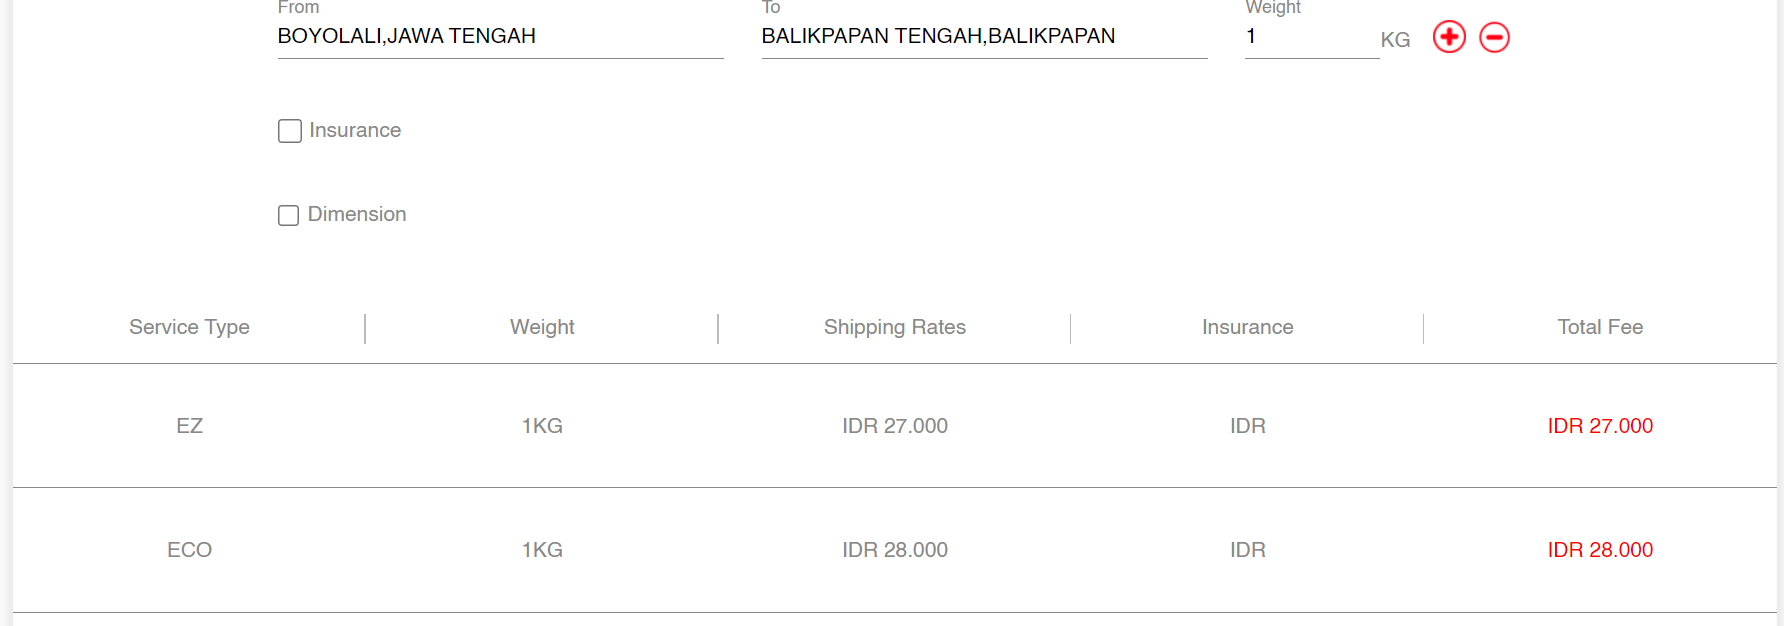 From To Weight
BOYOLALI,JAWA TENGAH BALIKPAPAN TENGAH,BALIKPAPAN 1 KG
Insurance
Dimension
Service Type Weight Shipping Rates Insurance Total Fee
EZ 1KG IDR 27.000 IDR IDR 27.000
ECO 1KG IDR 28.000 IDR IDR 28.000